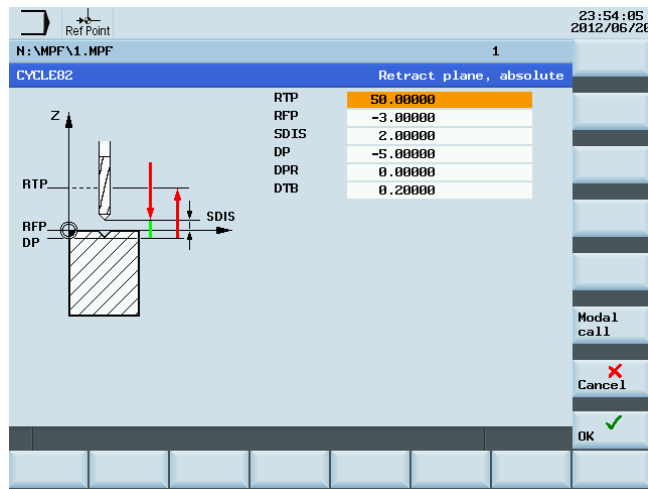 23:54:05
Ref Point
2012/06/20
N:\MPF\1.MPF 1
CYCLE82 Retract plane, absolute
RTP 50.00000
RFP -3.00000
SDIS 2.00000
DP -5.00000
DPR 0.00000
DTB 0.20000
Z
RTP
SDIS
RFP
DP
Modal
call
Cancel
OK